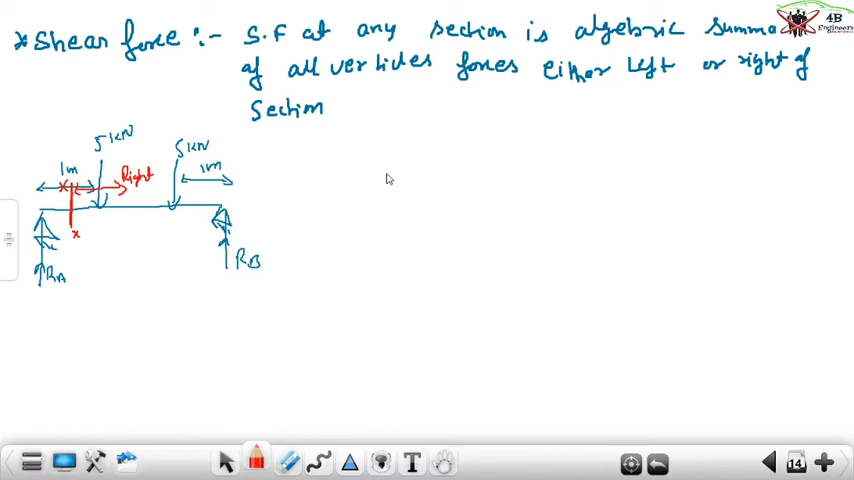 * Shear force :- S.F at any section is algebric summa
of all verticles forces either left or right of
section
5 KN
5 KN
1m
1m
x
Right
x
RA
RB
4B
Engineers
T
14